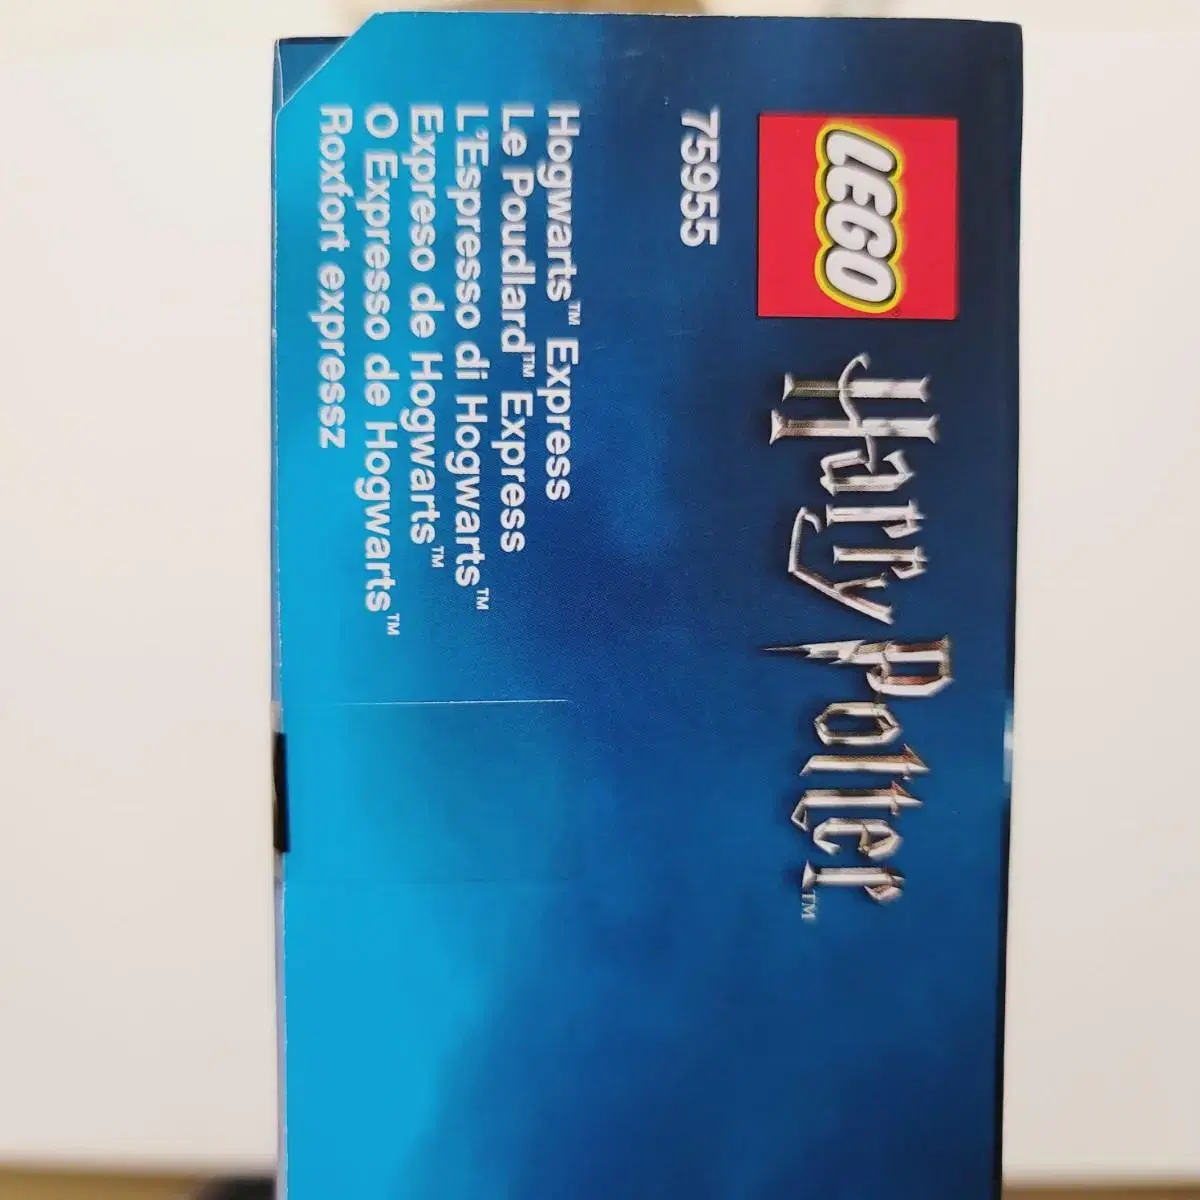 LEGO®
Harry Potter™
75955
Hogwarts™ Express
Le Poudlard™ Express
L'Espresso di Hogwarts™
Expreso de Hogwarts™
O Expresso de Hogwarts™
Roxfort expressz